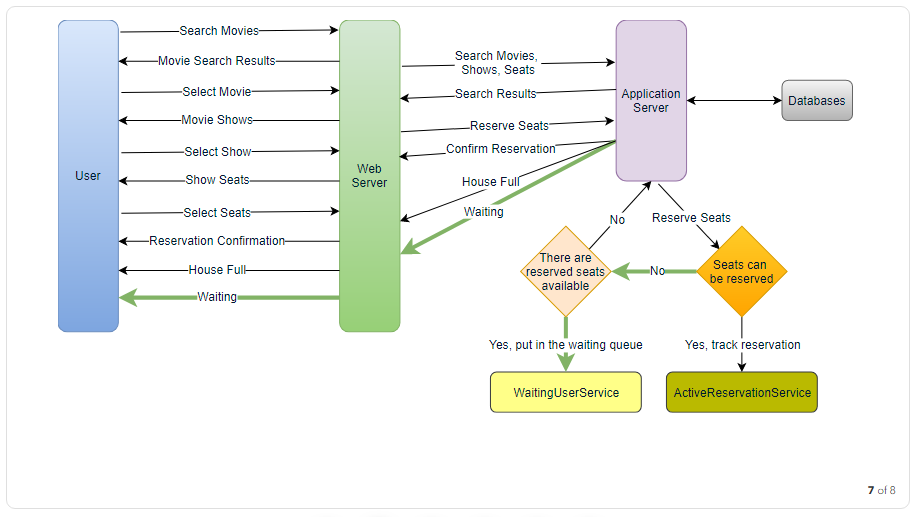 Search Movies
Movie Search Results
Select Movie
Movie Shows
Select Show
Show Seats
Select Seats
Reservation Confirmation
House Full
Waiting
User
Web
Server
Search Movies,
Shows, Seats
Search Results
Reserve Seats
Confirm Reservation
House Full
Waiting
Application
Server
Databases
No
Reserve Seats
There are
reserved seats
available
No
Seats can
be reserved
Yes, put in the waiting queue
Yes, track reservation
WaitingUserService
ActiveReservationService
7 of 8